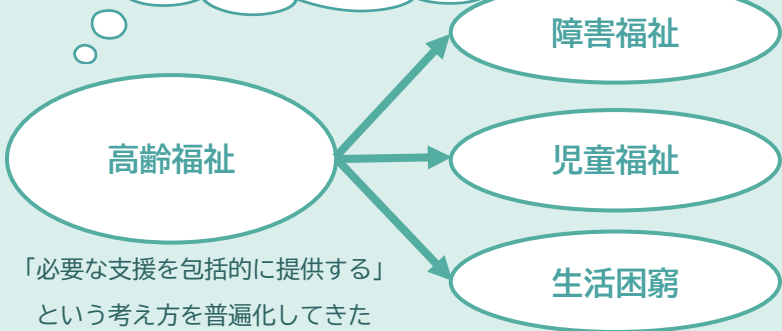 障害福祉
高齢福祉
児童福祉
「必要な支援を包括的に提供する」
という考え方を普遍化してきた
生活困窮